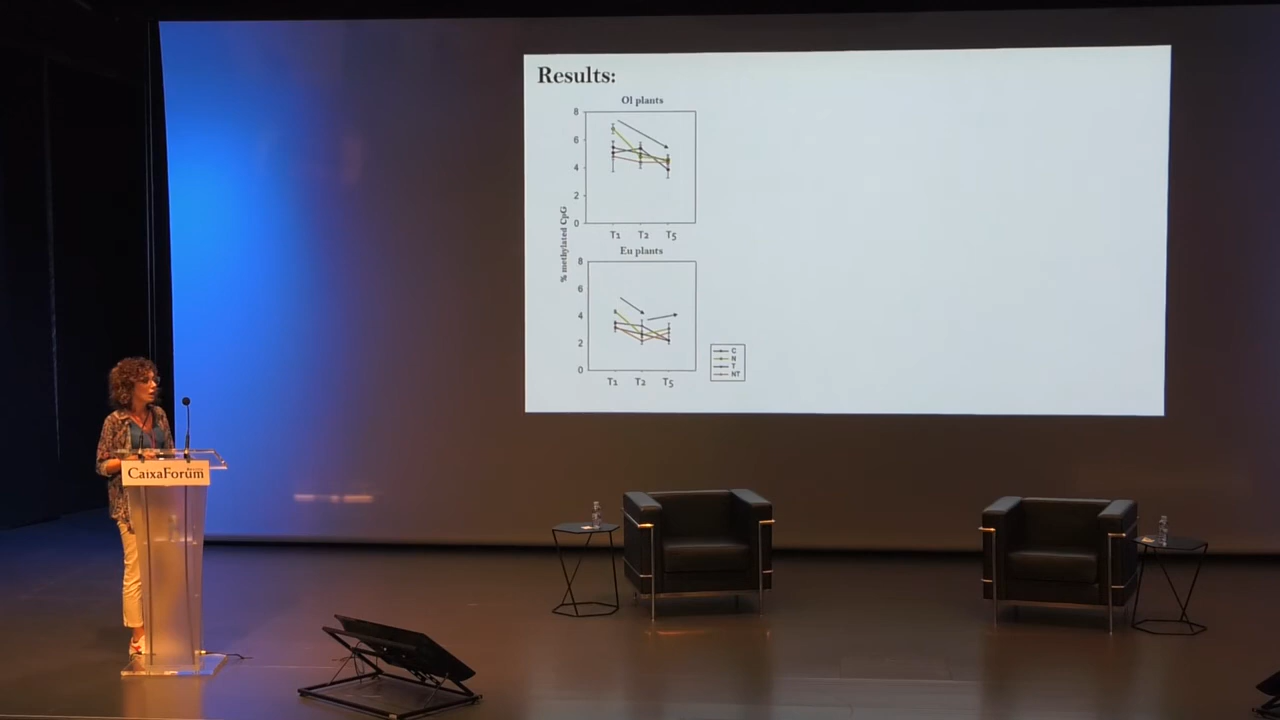 Results:
Ol plants
8
6
4
2
0
T1 T2 T5
% methylated CpG
Eu plants
8
6
4
2
0
T1 T2 T5
C
N
T
NT
CaixaForum